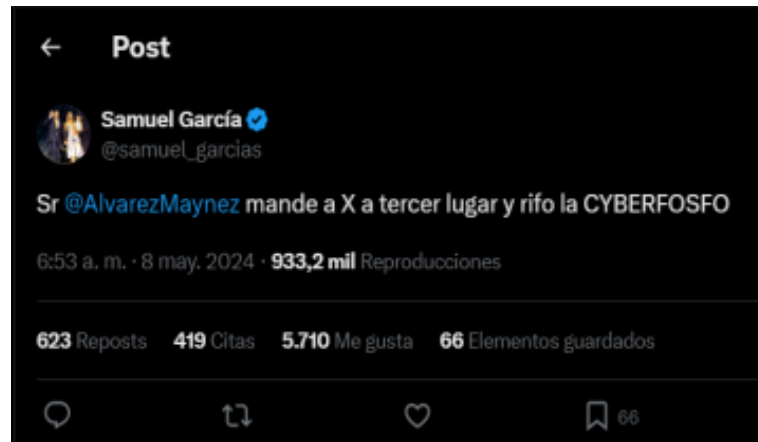 Post
Samuel García
@samuel_garcias
Sr @AlvarezMaynez mande a X a tercer lugar y rifo la CYBERFOSFO
6:53 a. m. · 8 may. 2024 · 933,2 mil Reproducciones
623 Reposts 419 Citas 5.710 Me gusta 66 Elementos guardados
66